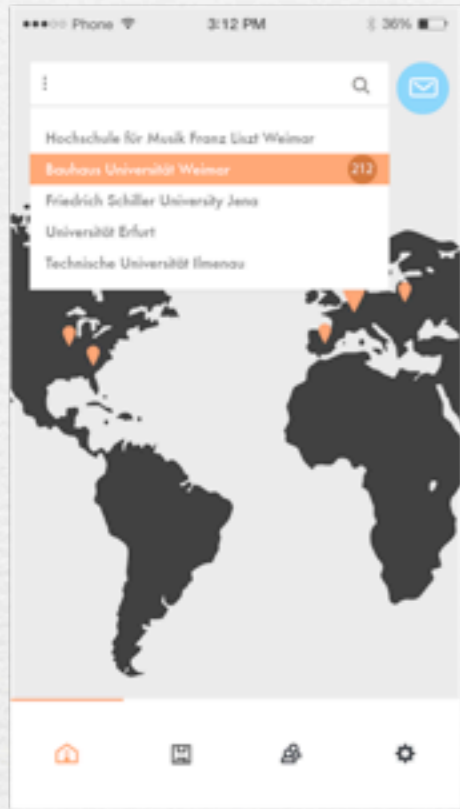 Phone 3:12 PM 36%
Hochschule für Musik Franz Liszt Weimar
Bauhaus Universität Weimar 212
Friedrich Schiller University Jena
Universität Erfurt
Technische Universität Ilmenau